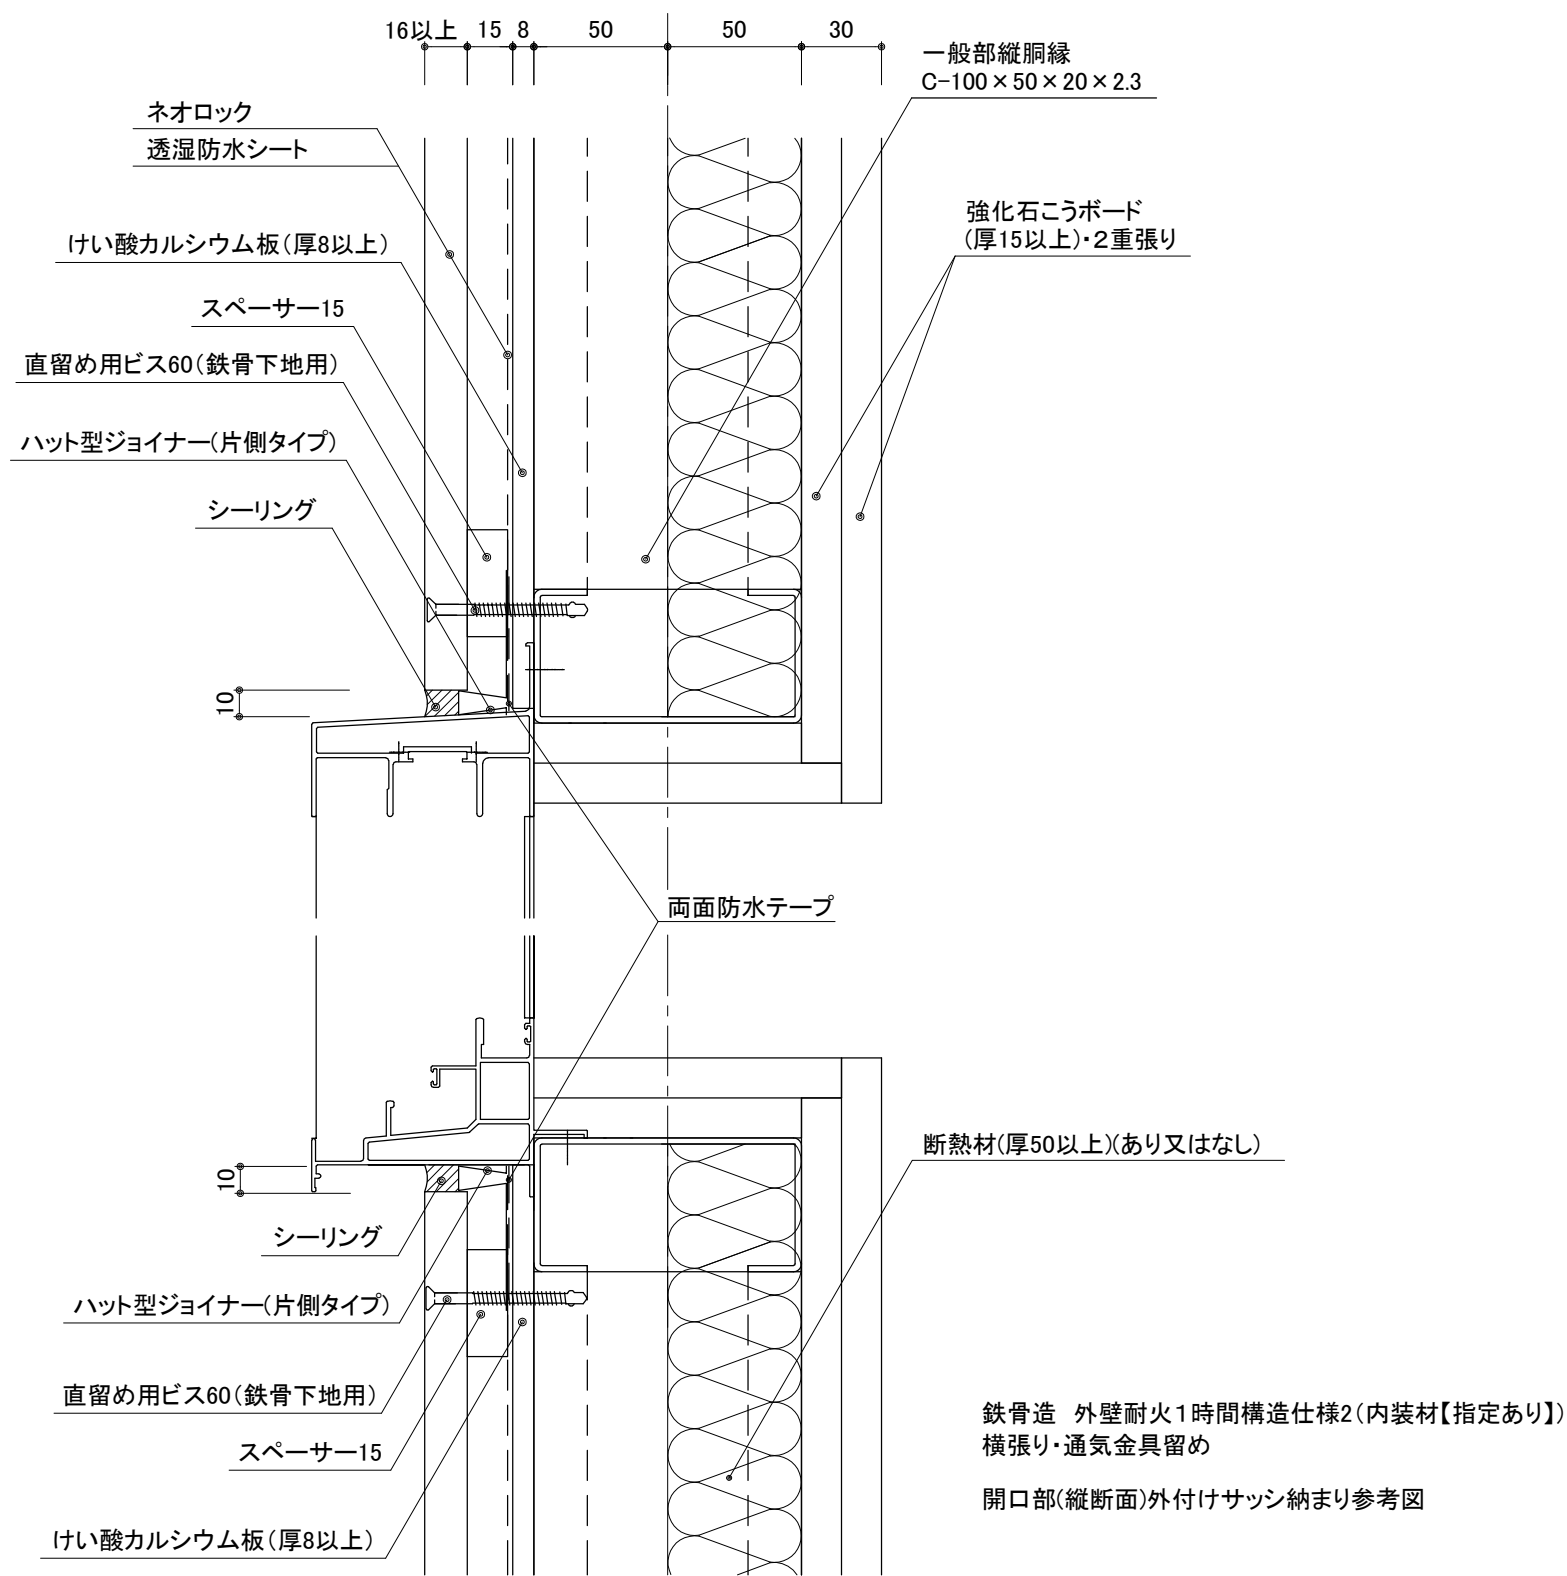 16以上 15 8 50 50 30
一般部縦胴縁
C-100×50×20×2.3
ネオロック
透湿防水シート
強化石こうボード
(厚15以上)・２重張り
けい酸カルシウム板(厚8以上)
スペーサー15
直留め用ビス60(鉄骨下地用)
ハット型ジョイナー(片側タイプ)
シーリング
10
両面防水テープ
断熱材(厚50以上)(あり又はなし)
10
シーリング
ハット型ジョイナー(片側タイプ)
直留め用ビス60(鉄骨下地用)
スペーサー15
けい酸カルシウム板(厚8以上)
鉄骨造 外壁耐火１時間構造仕様2(内装材【指定あり】)
横張り・通気金具留め
開口部(縦断面)外付けサッシ納まり参考図